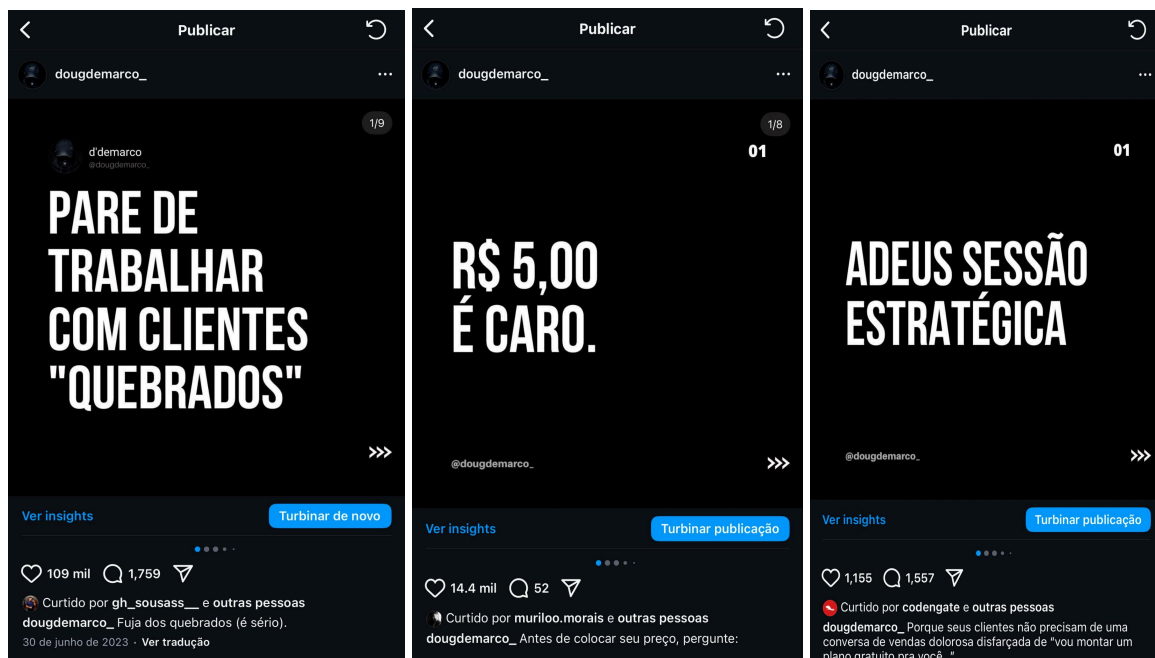 Publicar
dougdemarco_
1/9
d'demarco
@dougdemarco_
PARE DE
TRABALHAR
COM CLIENTES
"QUEBRADOS"
>>>
Ver insights
Turbinar de novo
109 mil
1,759
Curtido por gh_sousass__ e outras pessoas
dougdemarco_ Fuja dos quebrados (é sério).
30 de junho de 2023 · Ver tradução
Publicar
dougdemarco_
1/8
01
R$ 5,00
É CARO.
@dougdemarco_
>>>
Ver insights
Turbinar publicação
14.4 mil
52
Curtido por muriloo.morais e outras pessoas
dougdemarco_ Antes de colocar seu preço, pergunte:
Publicar
dougdemarco_
01
ADEUS SESSÃO
ESTRATÉGICA
@dougdemarco_
>>>
Ver insights
Turbinar publicação
1,155
1,557
Curtido por codengate e outras pessoas
dougdemarco_ Porque seus clientes não precisam de uma
conversa de vendas dolorosa disfarçada de "vou montar um
plano gratuito pra você..."